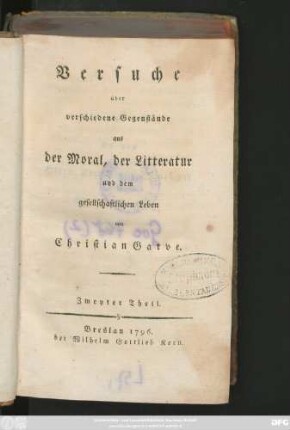 Versuche
über
verschiedene Gegenstände
aus
der Moral, der Litteratur
und dem
gesellschaftlichen Leben
von
Christian Garve.
Zweyter Theil.
Breslau 1796.
bey Wilhelm Gottlieb Korn.